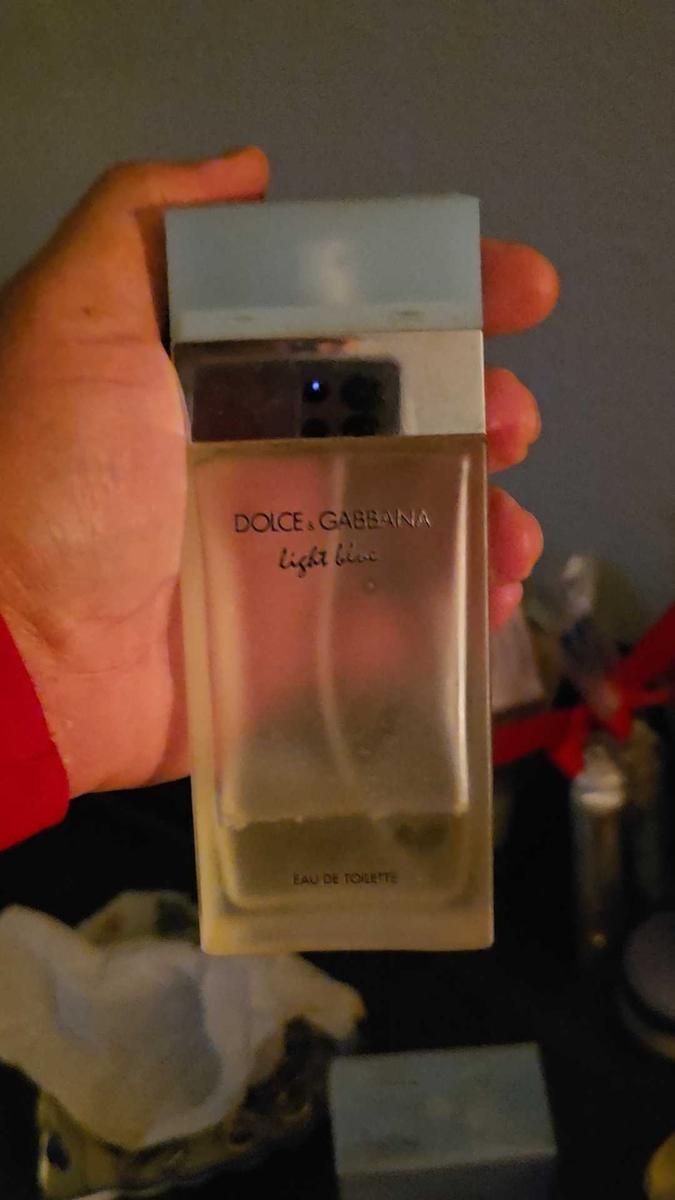 DOLCE & GABBANA
light blue
EAU DE TOILETTE